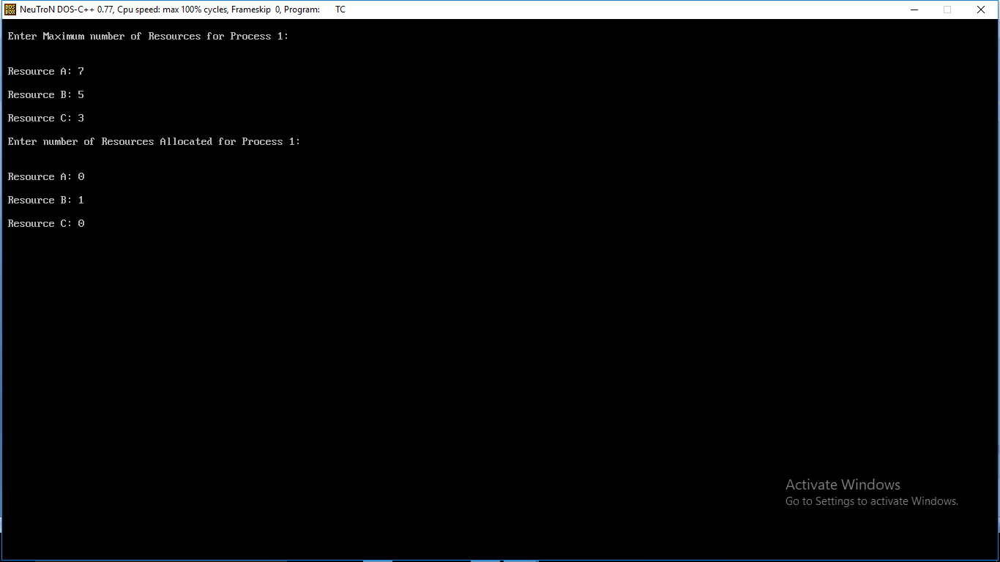 DOS
BOX
NeuTroN DOS-C++ 0.77, Cpu speed: max 100% cycles, Frameskip 0, Program: TC
Enter Maximum number of Resources for Process 1:
Resource A: 7
Resource B: 5
Resource C: 3
Enter number of Resources Allocated for Process 1:
Resource A: 0
Resource B: 1
Resource C: 0
Activate Windows
Go to Settings to activate Windows.